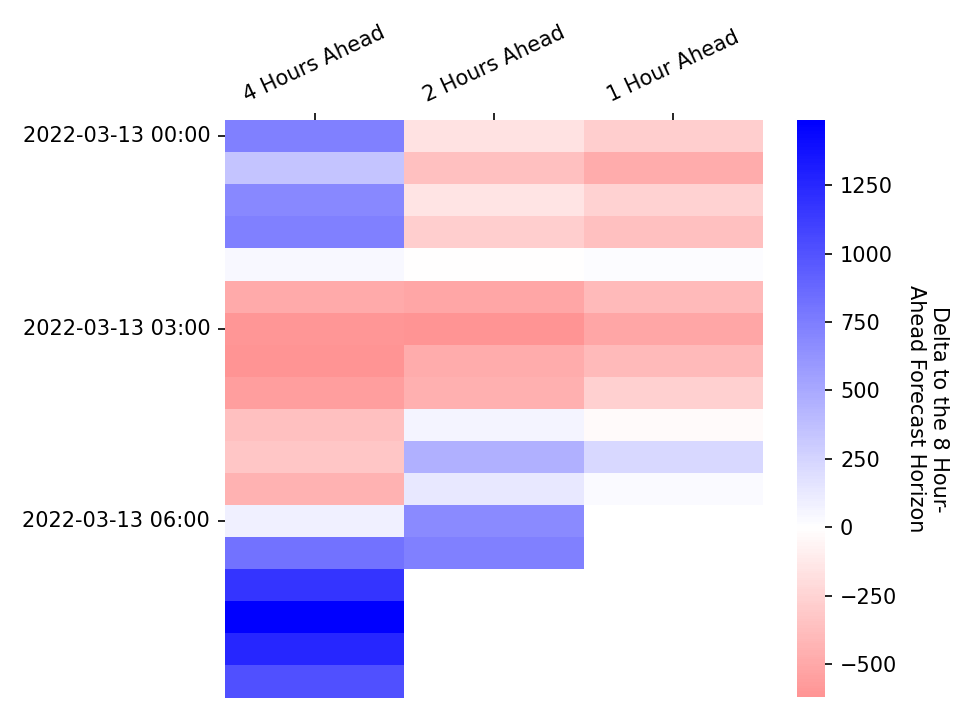 4 Hours Ahead
2 Hours Ahead
1 Hour Ahead
2022-03-13 00:00
2022-03-13 03:00
2022-03-13 06:00
1250
1000
750
500
250
0
−250
−500
Delta to the 8 Hour-
Ahead Forecast Horizon